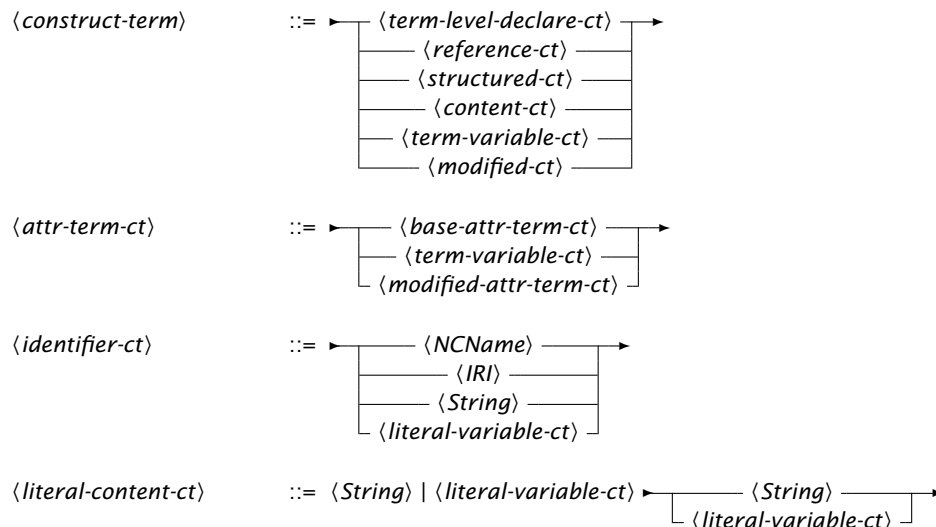 ⟨construct-term⟩ ::= ⟨term-level-declare-ct⟩
⟨reference-ct⟩
⟨structured-ct⟩
⟨content-ct⟩
⟨term-variable-ct⟩
⟨modified-ct⟩
⟨attr-term-ct⟩ ::= ⟨base-attr-term-ct⟩
⟨term-variable-ct⟩
⟨modified-attr-term-ct⟩
⟨identifier-ct⟩ ::= ⟨NCName⟩
⟨IRI⟩
⟨String⟩
⟨literal-variable-ct⟩
⟨literal-content-ct⟩ ::= ⟨String⟩ | ⟨literal-variable-ct⟩ ⟨String⟩
⟨literal-variable-ct⟩